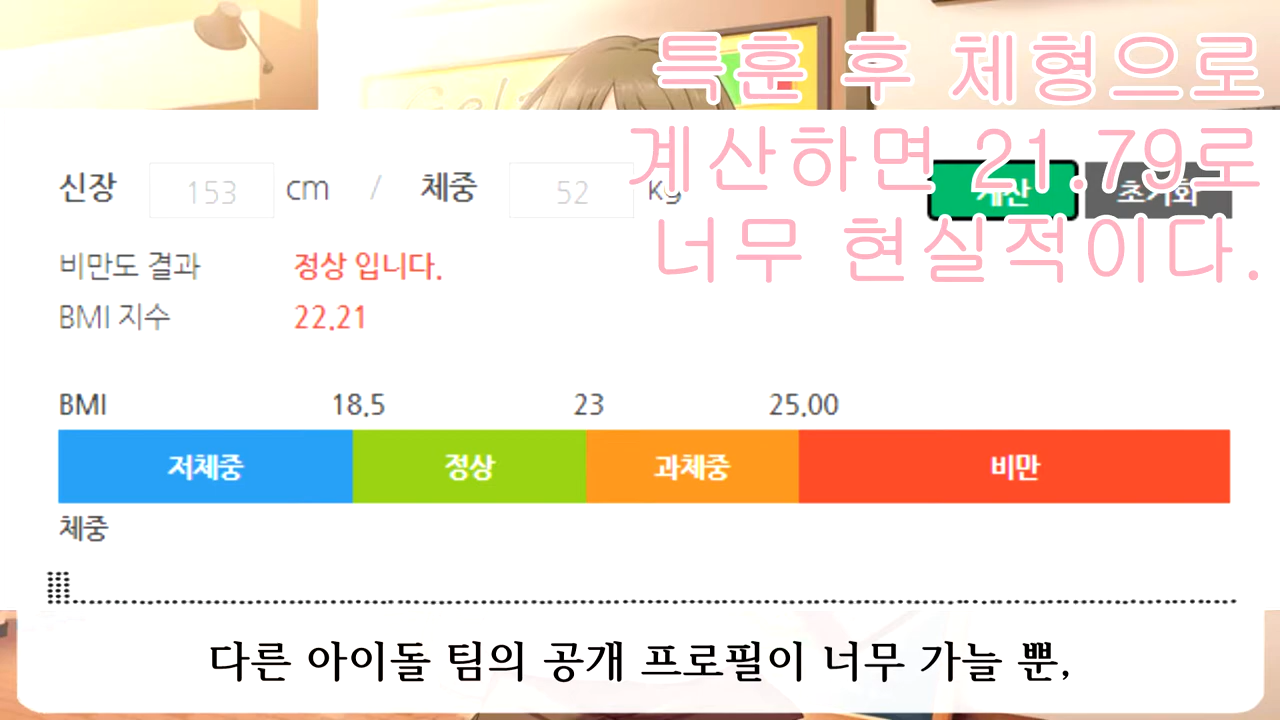 특훈 후 체형으로
계산하면 21.79로
너무 현실적이다.
신장 153 cm / 체중 52 kg 계산 초기화
비만도 결과 정상 입니다.
BMI 지수 22.21
BMI 18.5 23 25.00
저체중 정상 과체중 비만
체중
다른 아이돌 팀의 공개 프로필이 너무 가늘 뿐,